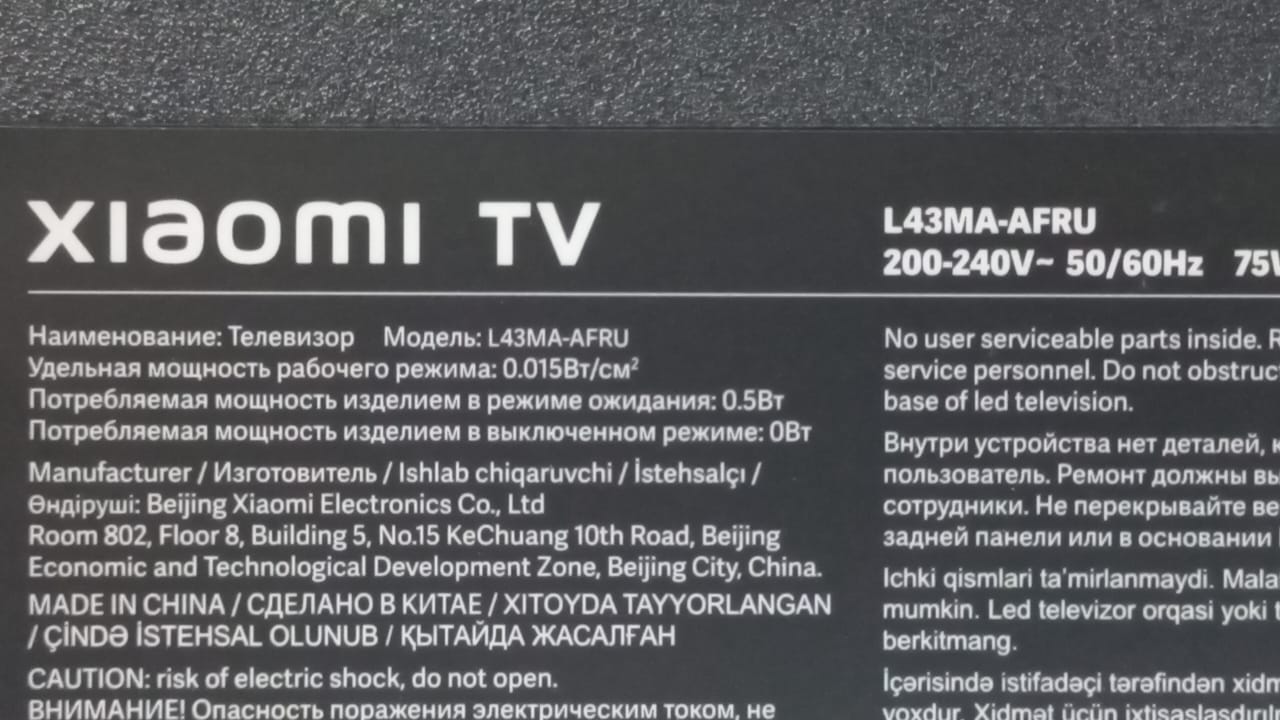 XIAOMI TV
L43MA-AFRU
200-240V~ 50/60Hz
Наименование: Телевизор Модель: L43MA-AFRU
Удельная мощность рабочего режима: 0.015Вт/см²
Потребляемая мощность изделием в режиме ожидания: 0.5Вт
Потребляемая мощность изделием в выключенном режиме: 0Вт
Manufacturer / Изготовитель / Ishlab chiqaruvchi / İstehsalçı /
Өндіруші: Beijing Xiaomi Electronics Co., Ltd
Room 802, Floor 8, Building 5, No.15 KeChuang 10th Road, Beijing
Economic and Technological Development Zone, Beijing City, China.
MADE IN CHINA / СДЕЛАНО В КИТАЕ / XITOYDA TAYYORLANGAN
/ ÇİNDƏ İSTEHSAL OLUNUB / ҚЫТАЙДА ЖАСАЛҒАН
CAUTION: risk of electric shock, do not open.
ВНИМАНИЕ! Опасность поражения электрическим током, не
No user serviceable parts inside.
service personnel. Do not
base of led television.
Внутри устройства нет деталей,
пользователь. Ремонт должны
сотрудники. Не перекрывайте
задней панели или в основании
Ichki qismlari ta'mirlanmaydi.
mumkin. Led televizor orqasi yoki
berkitmang.
İçərisində istifadəçi tərəfindən
yoxdur. Xidmət üçün